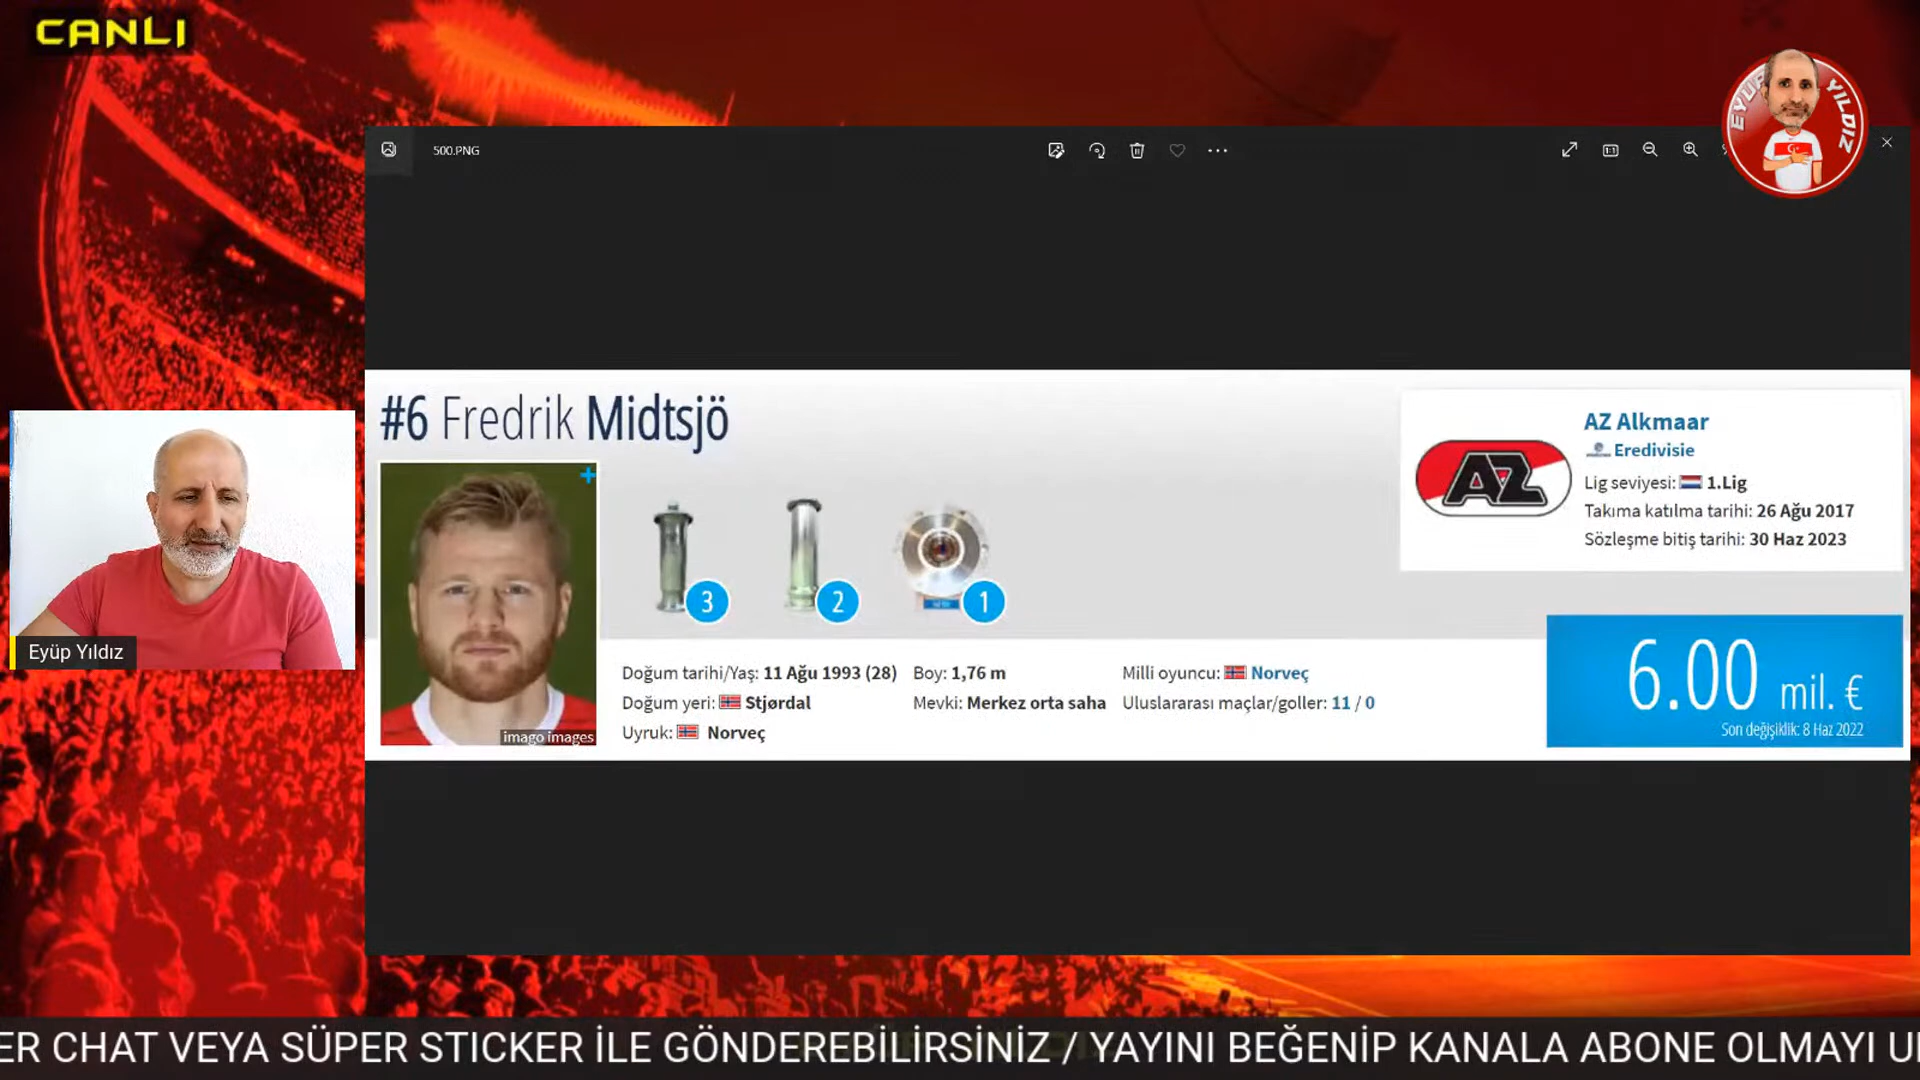 CANLI
EYÜP YILDIZ
500.PNG
#6 Fredrik Midtsjö
AZ Alkmaar
Eredivisie
Lig seviyesi: 1.Lig
Takıma katılma tarihi: 26 Ağu 2017
Sözleşme bitiş tarihi: 30 Haz 2023
AZ
3
2
1
imago images
Doğum tarihi/Yaş: 11 Ağu 1993 (28)
Boy: 1,76 m
Milli oyuncu: Norveç
Doğum yeri: Stjørdal
Mevki: Merkez orta saha
Uluslararası maçlar/goller: 11 / 0
Uyruk: Norveç
6.00 mil. €
Son değişiklik: 8 Haz 2022
Eyüp Yıldız
ER CHAT VEYA SÜPER STICKER İLE GÖNDEREBİLİRSİNİZ / YAYINI BEĞENİP KANALA ABONE OLMAYI U